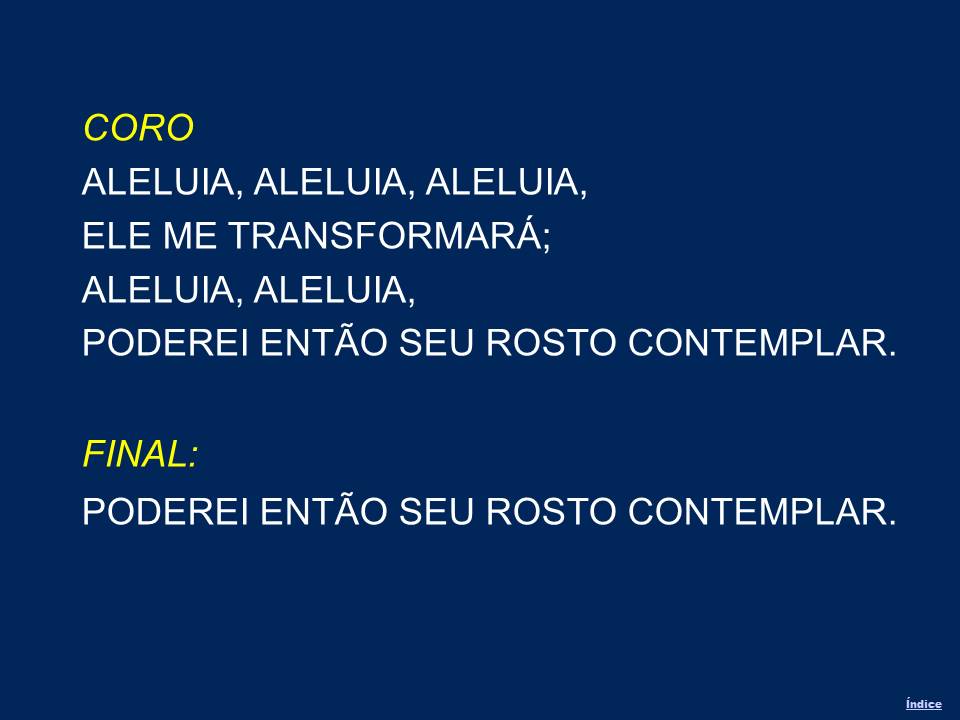 CORO
ALELUIA, ALELUIA, ALELUIA,
ELE ME TRANSFORMARÁ;
ALELUIA, ALELUIA,
PODEREI ENTÃO SEU ROSTO CONTEMPLAR.
FINAL:
PODEREI ENTÃO SEU ROSTO CONTEMPLAR.
Índice